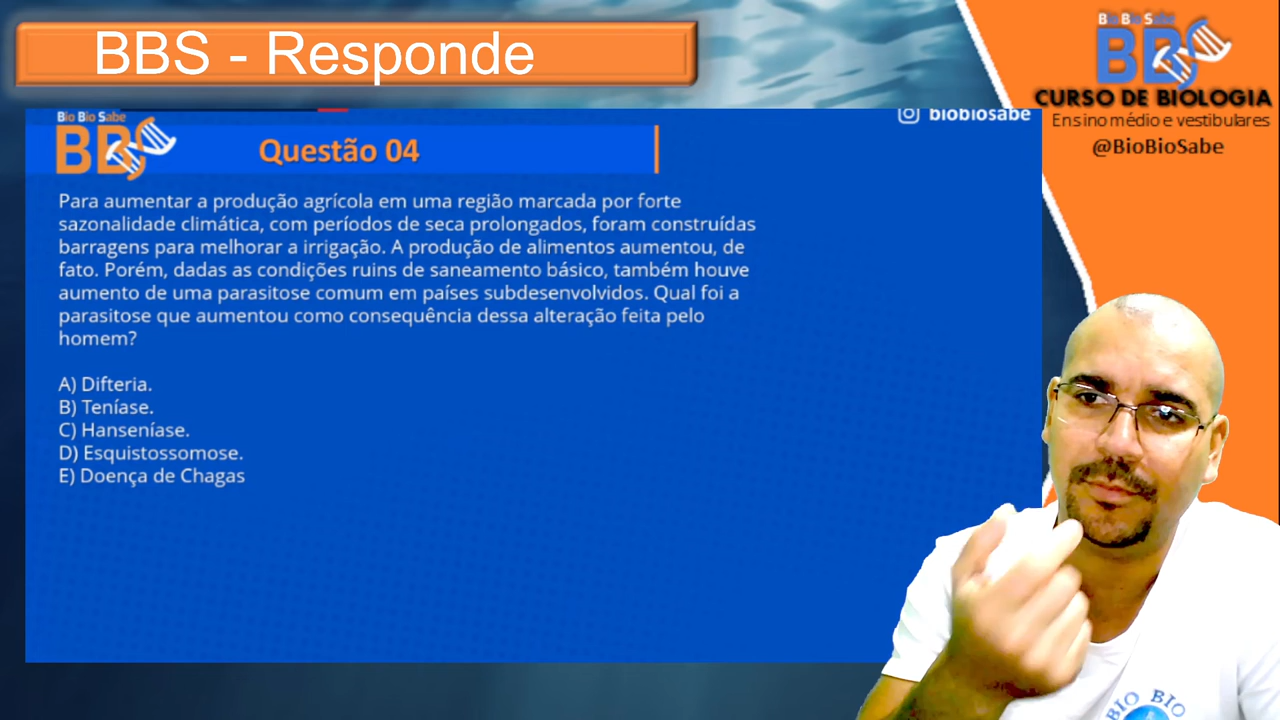 BBS - Responde
Bio Bio Sabe
BBS
CURSO DE BIOLOGIA
Ensino médio e vestibulares
@BioBioSabe
biobiosabe
Bio Bio Sabe
BBS
Questão 04
Para aumentar a produção agrícola em uma região marcada por forte
sazonalidade climática, com períodos de seca prolongados, foram construídas
barragens para melhorar a irrigação. A produção de alimentos aumentou, de
fato. Porém, dadas as condições ruins de saneamento básico, também houve
aumento de uma parasitose comum em países subdesenvolvidos. Qual foi a
parasitose que aumentou como consequência dessa alteração feita pelo
homem?
A) Difteria.
B) Teníase.
C) Hanseníase.
D) Esquistossomose.
E) Doença de Chagas
BIO BIO